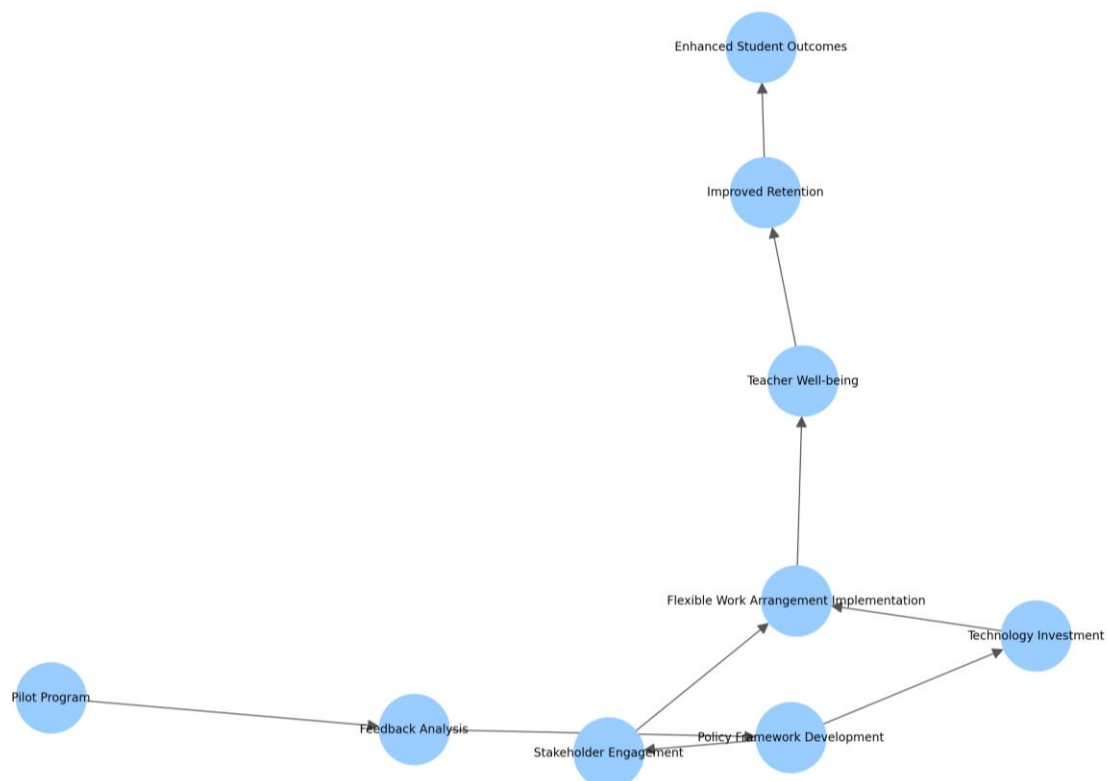 Enhanced Student Outcomes
Improved Retention
Teacher Well-being
Flexible Work Arrangement Implementation
Technology Investment
Pilot Program
Feedback Analysis
Policy Framework Development
Stakeholder Engagement